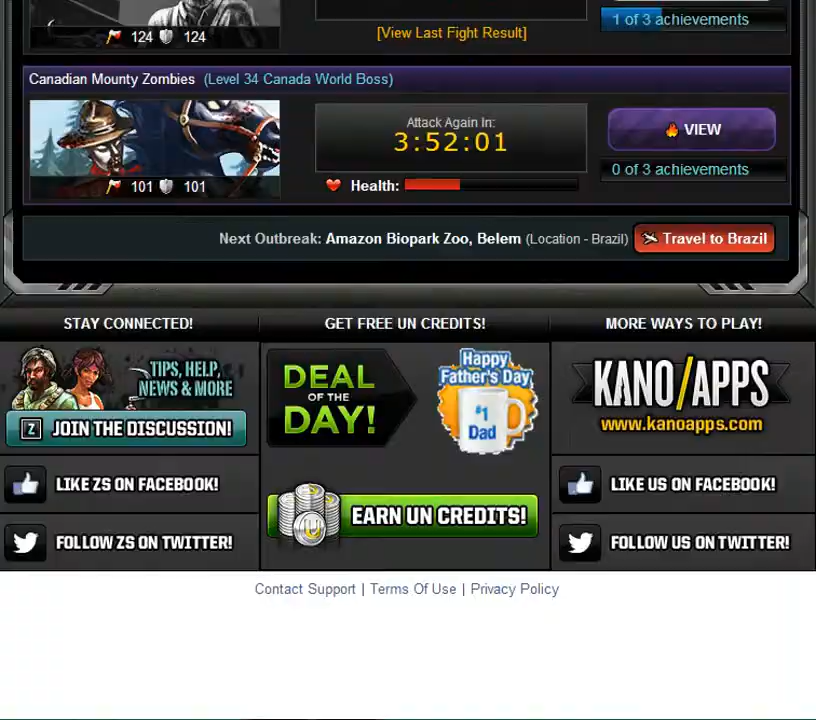 124 124
[View Last Fight Result]
1 of 3 achievements
Canadian Mounty Zombies (Level 34 Canada World Boss)
Attack Again In:
3:52:01
VIEW
0 of 3 achievements
101 101
Health:
Next Outbreak: Amazon Biopark Zoo, Belem (Location - Brazil) Travel to Brazil
STAY CONNECTED!
TIPS, HELP,
NEWS & MORE
Z JOIN THE DISCUSSION!
LIKE ZS ON FACEBOOK!
FOLLOW ZS ON TWITTER!
GET FREE UN CREDITS!
DEAL
OF THE
DAY!
Happy
Father's Day
#1
Dad
EARN UN CREDITS!
MORE WAYS TO PLAY!
KANO/APPS
www.kanoapps.com
LIKE US ON FACEBOOK!
FOLLOW US ON TWITTER!
Contact Support | Terms Of Use | Privacy Policy